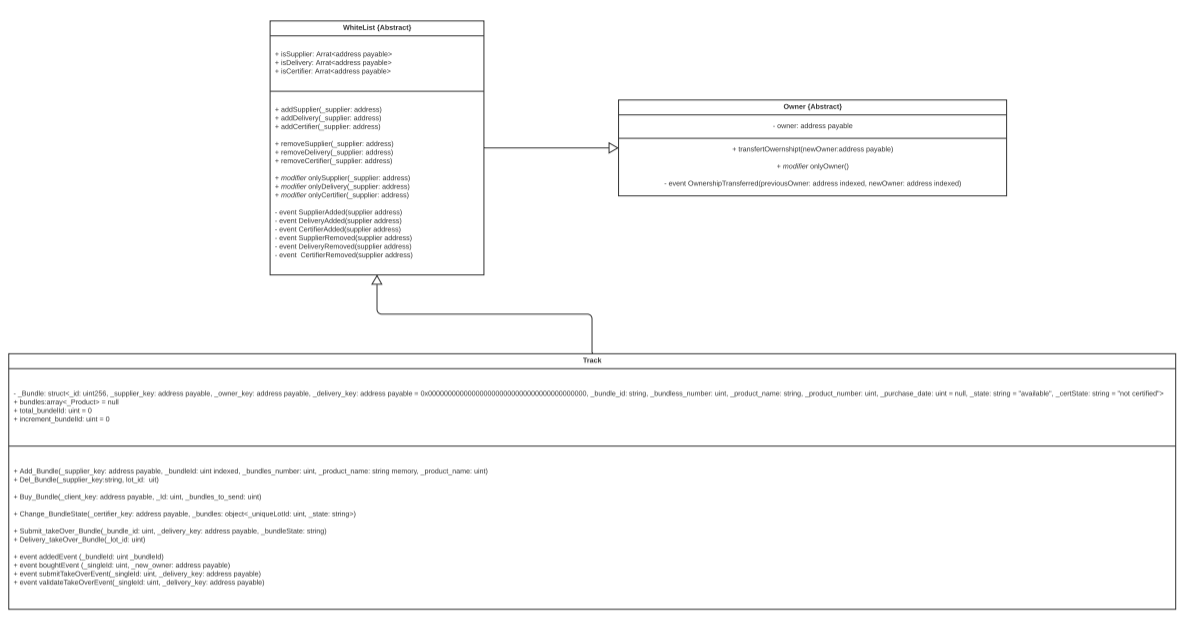 WhiteList {Abstract}
+ isSupplier: Arrat<address payable>
+ isDelivery: Arrat<address payable>
+ isCertifier: Arrat<address payable>
+ addSupplier(_supplier: address)
+ addDelivery(_supplier: address)
+ addCertifier(_supplier: address)
+ removeSupplier(_supplier: address)
+ removeDelivery(_supplier: address)
+ removeCertifier(_supplier: address)
+ modifier onlySupplier(_supplier: address)
+ modifier onlyDelivery(_supplier: address)
+ modifier onlyCertifier(_supplier: address)
- event SupplierAdded(supplier address)
- event DeliveryAdded(supplier address)
- event CertifierAdded(supplier address)
- event SupplierRemoved(supplier address)
- event DeliveryRemoved(supplier address)
- event CertifierRemoved(supplier address)
Owner {Abstract}
- owner: address payable
+ transfertOwernshipt(newOwner:address payable)
+ modifier onlyOwner()
- event OwnershipTransferred(previousOwner: address indexed, newOwner: address indexed)
Track
- _Bundle: struct<_id: uint256, _supplier_key: address payable, _owner_key: address payable, _delivery_key: address payable = 0x0000000000000000000000000000000000000000, _bundle_id: string, _bundless_number: uint, _product_name: string, _product_number: uint, _purchase_date: uint = null, _state: string = "available", _certState: string = "not certified">
+ bundles:array<_Product> = null
+ total_bundelId: uint = 0
+ increment_bundelId: uint = 0
+ Add_Bundle(_supplier_key: address payable, _bundleId: uint indexed, _bundles_number: uint, _product_name: string memory, _product_name: uint)
+ Del_Bundle(_supplier_key:string, lot_id: uit)
+ Buy_Bundle(_client_key: address payable, _Id: uint, _bundles_to_send: uint)
+ Change_BundleState(_certifier_key: address payable, _bundles: object<_uniqueLotId: uint, _state: string>)
+ Submit_takeOver_Bundle(_bundle_id: uint, _delivery_key: address payable, _bundleState: string)
+ Delivery_takeOver_Bundle(_lot_id: uint)
+ event addedEvent (_bundleId: uint _bundleId)
+ event boughtEvent (_singleId: uint, _new_owner: address payable)
+ event submitTakeOverEvent(_singleId: uint, _delivery_key: address payable)
+ event validateTakeOverEvent(_singleId: uint, _delivery_key: address payable)